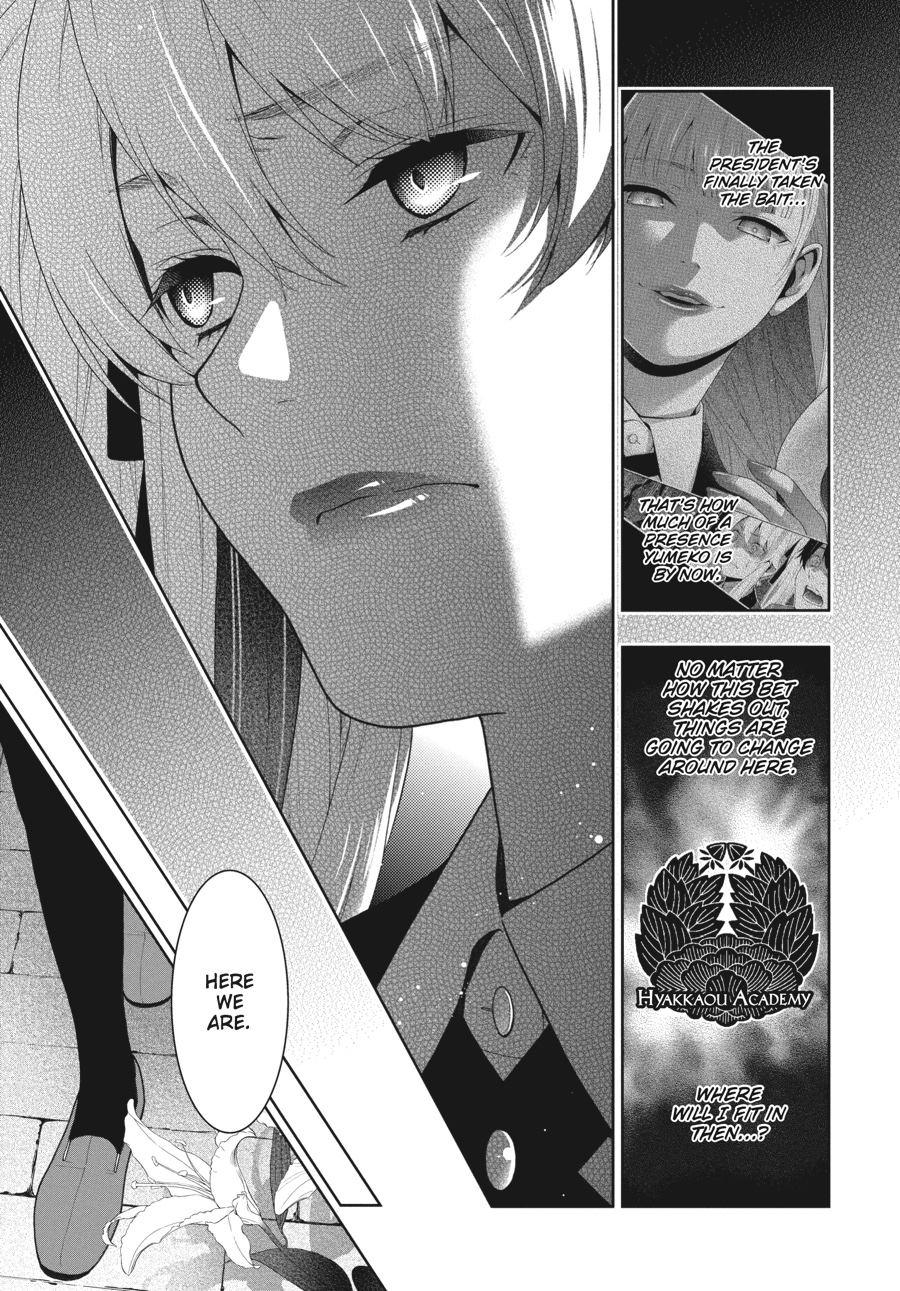 THE
PRESIDENT'S
FINALLY TAKEN
THE BAIT...
THAT'S HOW
MUCH OF A
PRESENCE
YUMEKO IS
BY NOW.
NO MATTER
HOW THIS BET
SHAKES OUT,
THINGS ARE
GOING TO CHANGE
AROUND HERE.
HYAKKAOU ACADEMY
WHERE
WILL I FIT IN
THEN...?
HERE
WE
ARE.